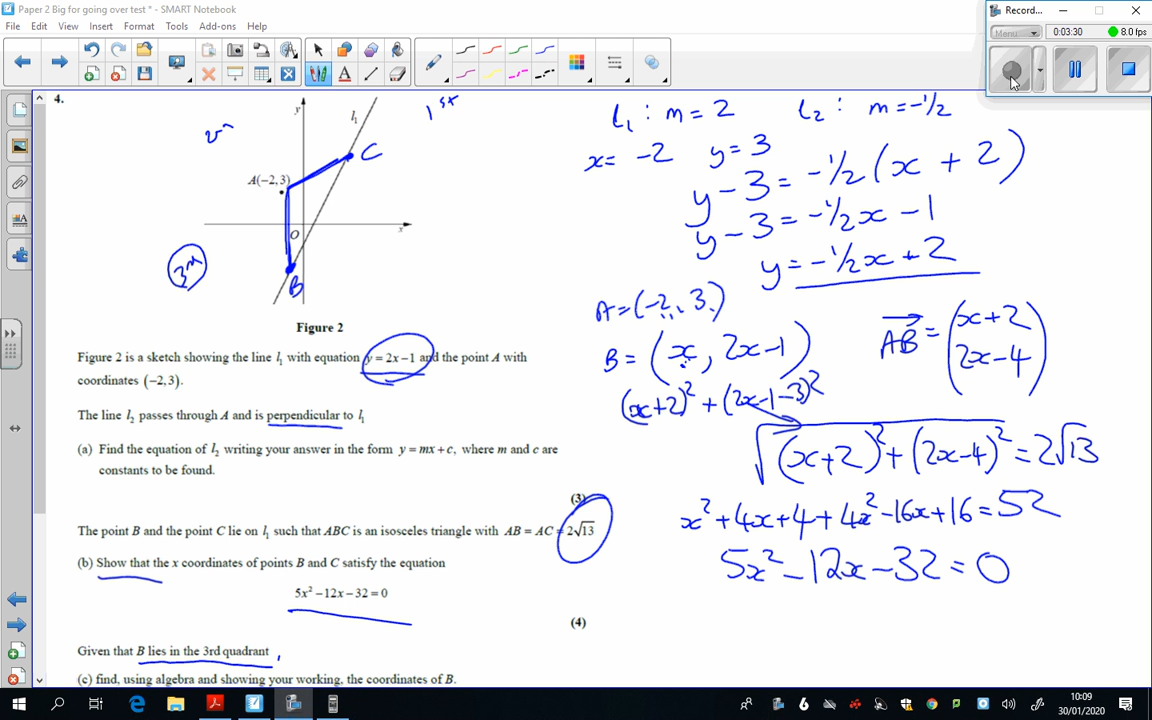 Paper 2 Big for going over test * - SMART Notebook
File Edit View Insert Format Tools Add-ons Help
Record...
Menu
0:03:30
8.0 fps
4.
y
l₁
1st
C
A(−2,3)
O
x
3rd
B
Figure 2
Figure 2 is a sketch showing the line l₁ with equation y = 2x−1 and the point A with
coordinates (−2,3).
The line l₂ passes through A and is perpendicular to l₁
(a) Find the equation of l₂ writing your answer in the form y = mx + c, where m and c are
constants to be found.
(3)
The point B and the point C lie on l₁ such that ABC is an isosceles triangle with AB = AC = 2√13
(b) Show that the x coordinates of points B and C satisfy the equation
5x² −12x −32 = 0
(4)
Given that B lies in the 3rd quadrant,
(c) find, using algebra and showing your working, the coordinates of B.
l₁ : m = 2 l₂ : m = −1/2
x = −2 y = 3
y − 3 = −1/2 (x + 2)
y − 3 = −1/2x − 1
y = −1/2x + 2
A = (−2, 3)
B = (x, 2x−1)
AB = (x+2
2x−4)
(x+2)² + (2x−1−3)²
√(x+2)² + (2x−4)² = 2√13
x² + 4x + 4 + 4x² − 16x + 16 = 52
5x² − 12x − 32 = 0
10:09
30/01/2020